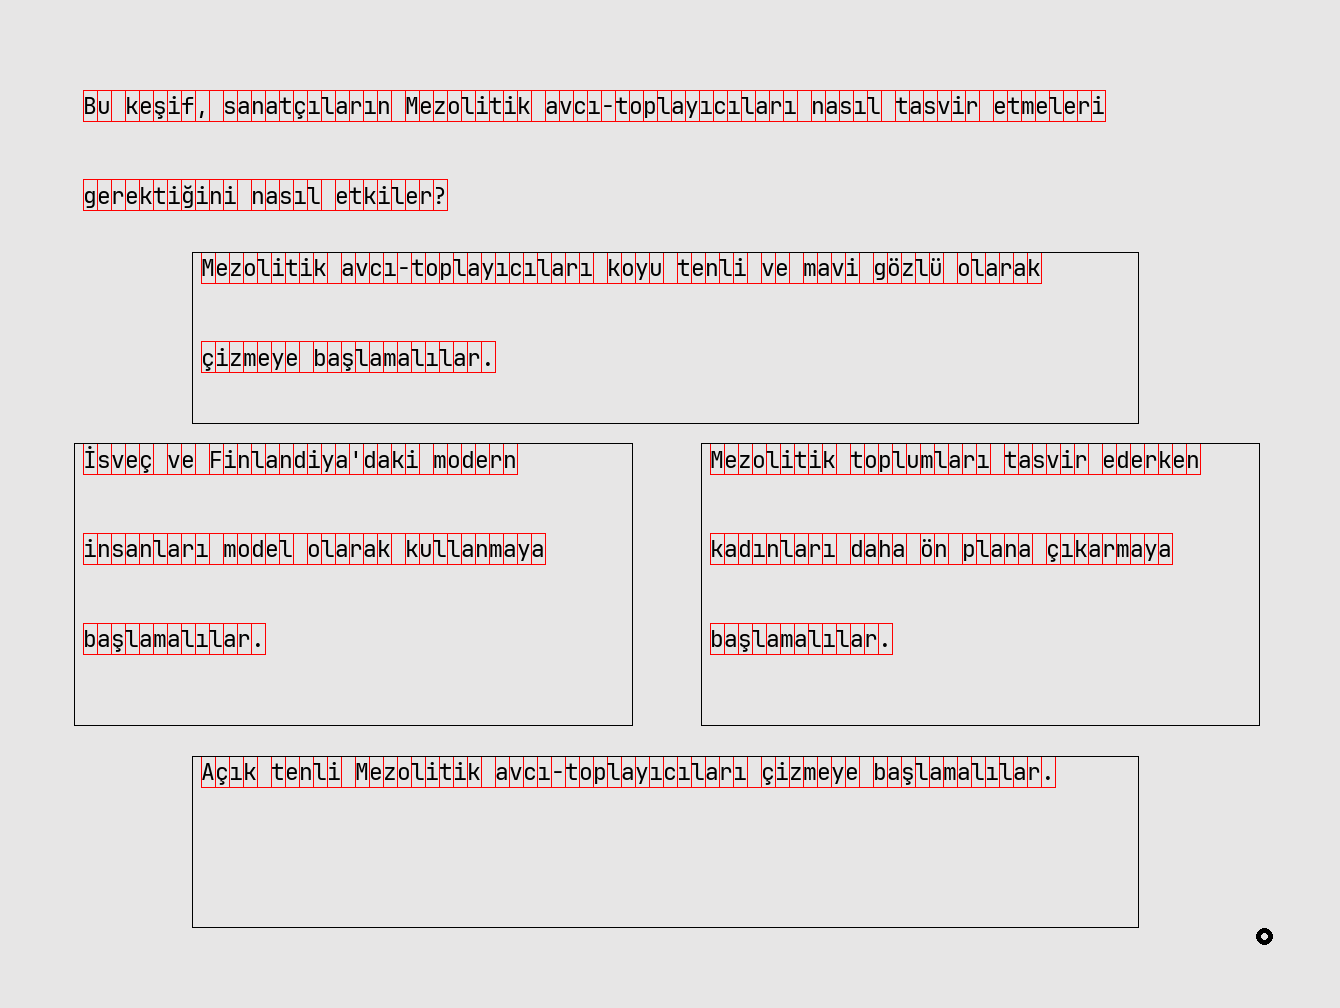 Bu keşif, sanatçıların Mezolitik avcı-toplayıcıları nasıl tasvir etmeleri
gerektiğini nasıl etkiler?
Mezolitik avcı-toplayıcıları koyu tenli ve mavi gözlü olarak
çizmeye başlamalılar.
İsveç ve Finlandiya'daki modern
insanları model olarak kullanmaya
başlamalılar.
Mezolitik toplumları tasvir ederken
kadınları daha ön plana çıkarmaya
başlamalılar.
Açık tenli Mezolitik avcı-toplayıcıları çizmeye başlamalılar.